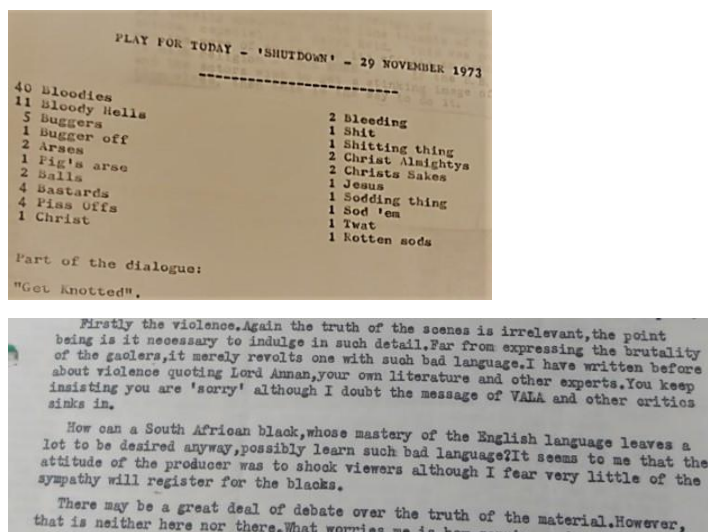 PLAY FOR TODAY - 'SHUTDOWN' - 29 NOVEMBER 1973
40 Bloodies
11 Bloody Hells
5 Buggers
1 Bugger off
2 Arses
1 Pig's arse
2 Balls
4 Bastards
4 Piss Offs
1 Christ
2 Bleeding
1 Shit
1 Shitting thing
2 Christ Almightys
2 Christs Sakes
1 Jesus
1 Sodding thing
1 Sod 'em
1 Twat
1 Rotten sods
Part of the dialogue:
"Get Knotted".
Firstly the violence.Again the truth of the scenes is irrelevant,the point
being is it necessary to indulge in such detail.Far from expressing the brutality
of the gaolers,it merely revolts one with such bad language.I have written before
about violence quoting Lord Annan,your own literature and other experts.You keep
insisting you are 'sorry' although I doubt the message of VALA and other critics
sinks in.
How can a South African black,whose mastery of the English language leaves a
lot to be desired anyway,possibly learn such bad language?It seems to me that the
attitude of the producer was to shock viewers although I fear very little of the
sympathy will register for the blacks.
There may be a great deal of debate over the truth of the material.However,
that is neither here nor there.What worries me is how